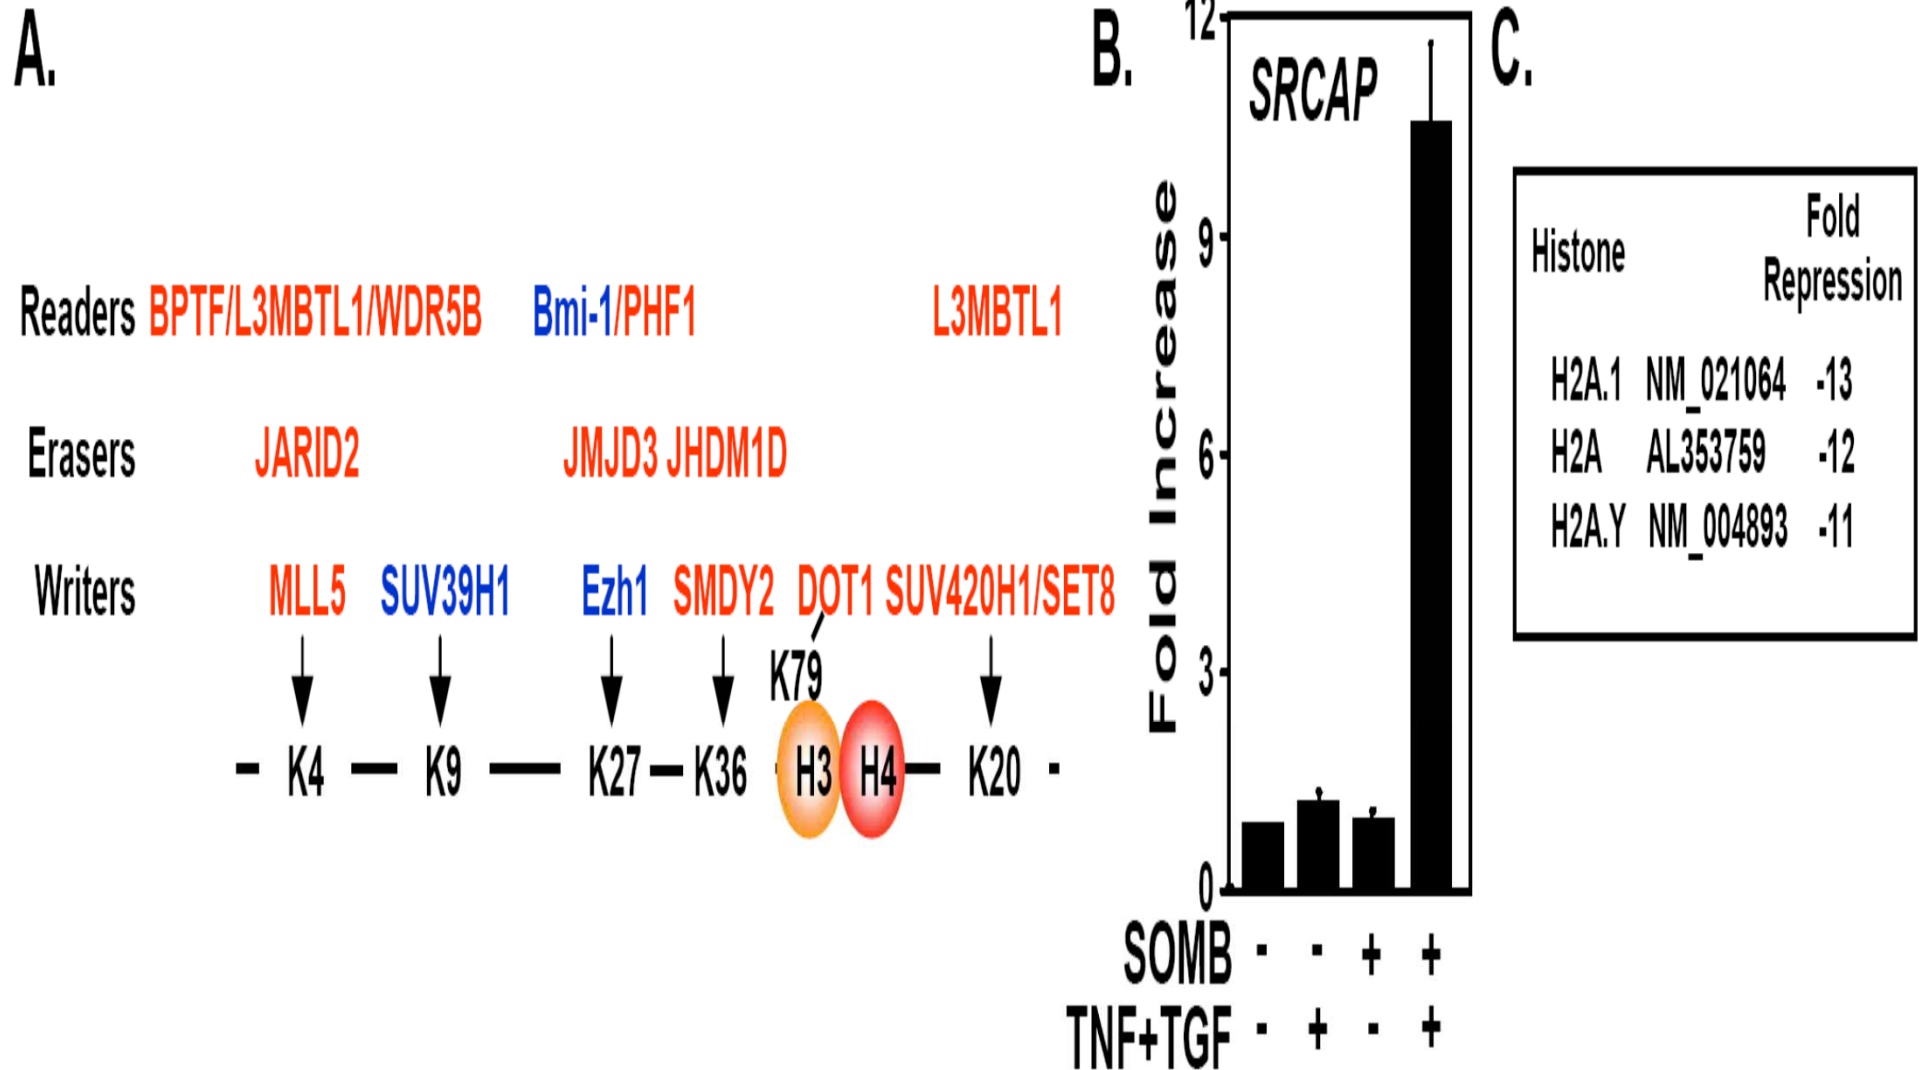 A.
Readers BPTF/L3MBTL1/WDR5B Bmi-1/PHF1 L3MBTL1
Erasers JARID2 JMJD3 JHDM1D
Writers MLL5 SUV39H1 Ezh1 SMDY2 DOT1 SUV420H1/SET8
K79
K4 K9 K27 K36 H3 H4 K20
B.
SRCAP
Fold Increase
12
9
6
3
0
SOMB - - + +
TNF+TGF - + - +
C.
Histone Fold Repression
H2A.1 NM_021064 -13
H2A AL353759 -12
H2A.Y NM_004893 -11